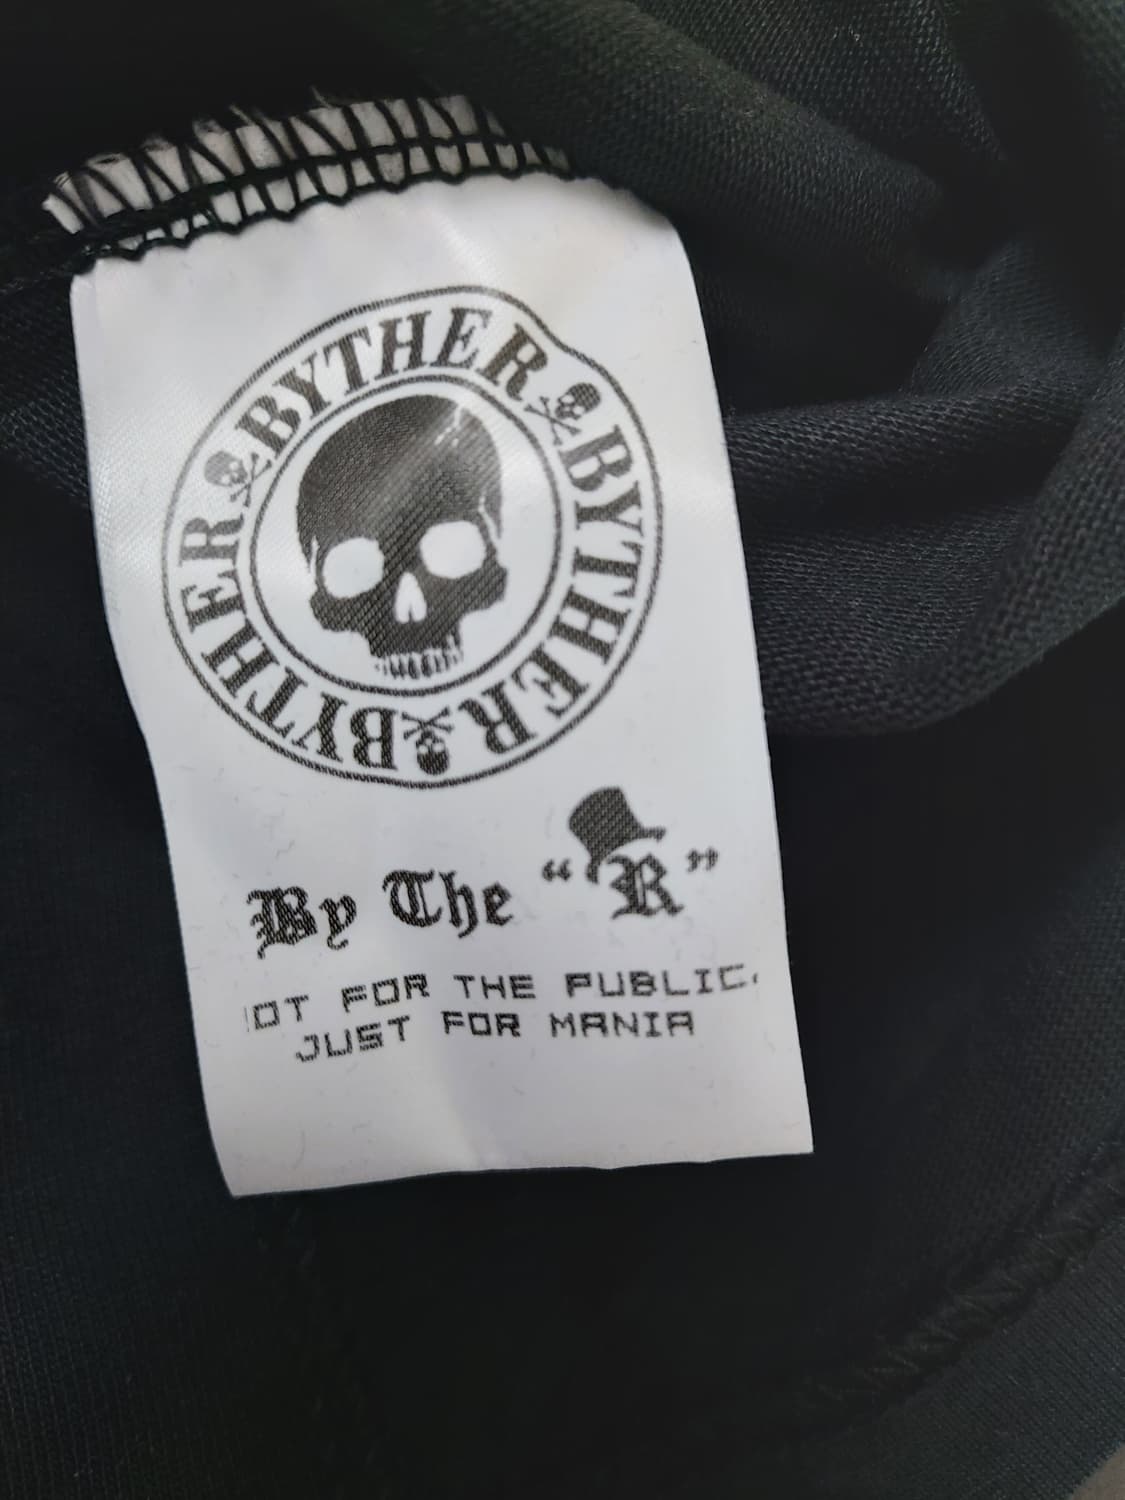 BYTHER BYTHER BYTHER
By The "R"
OT FOR THE PUBLIC.
JUST FOR MANIA